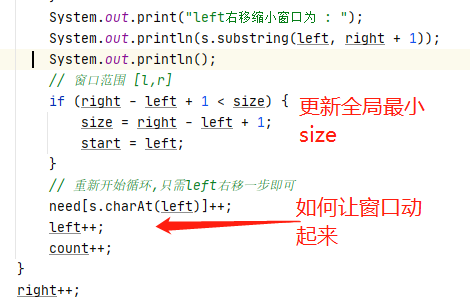 System.out.print("left右移缩小窗口为 : ");
System.out.println(s.substring(left, right + 1));
System.out.println();
// 窗口范围 [l,r]
if (right - left + 1 < size) {
size = right - left + 1;
start = left;
}
更新全局最小
size
// 重新开始循环,只需left右移一步即可
need[s.charAt(left)]++;
left++;
count++;
如何让窗口动
起来
}
right++;